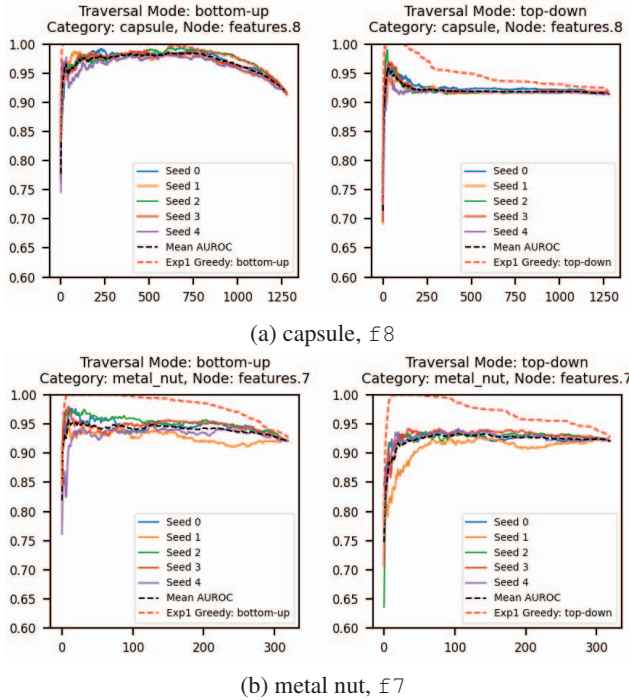 Traversal Mode: bottom-up
Category: capsule, Node: features.8
1.00
0.95
0.90
0.85
0.80
0.75
0.70
0.65
0.60
Seed 0
Seed 1
Seed 2
Seed 3
Seed 4
Mean AUROC
Exp1 Greedy: bottom-up
0 250 500 750 1000 1250
Traversal Mode: top-down
Category: capsule, Node: features.8
1.00
0.95
0.90
0.85
0.80
0.75
0.70
0.65
0.60
Seed 0
Seed 1
Seed 2
Seed 3
Seed 4
Mean AUROC
Exp1 Greedy: top-down
0 250 500 750 1000 1250
(a) capsule, f8
Traversal Mode: bottom-up
Category: metal_nut, Node: features.7
1.00
0.95
0.90
0.85
0.80
0.75
0.70
0.65
0.60
Seed 0
Seed 1
Seed 2
Seed 3
Seed 4
Mean AUROC
Exp1 Greedy: bottom-up
0 100 200 300
Traversal Mode: top-down
Category: metal_nut, Node: features.7
1.00
0.95
0.90
0.85
0.80
0.75
0.70
0.65
0.60
Seed 0
Seed 1
Seed 2
Seed 3
Seed 4
Mean AUROC
Exp1 Greedy: top-down
0 100 200 300
(b) metal nut, f7